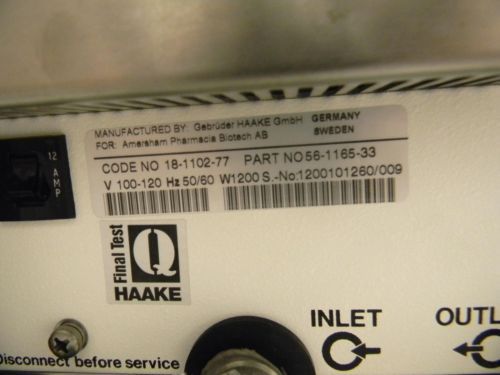 MANUFACTURED BY: Gebrüder HAAKE GmbH GERMANY
FOR: Amersham Pharmacia Biotech AB SWEDEN
CODE NO 18-1102-77 PART NO 56-1165-33
V 100-120 Hz 50/60 W1200 S.-No:1200101260/009
12 AMP
Final Test
Q
HAAKE
INLET
OUTL
Disconnect before service